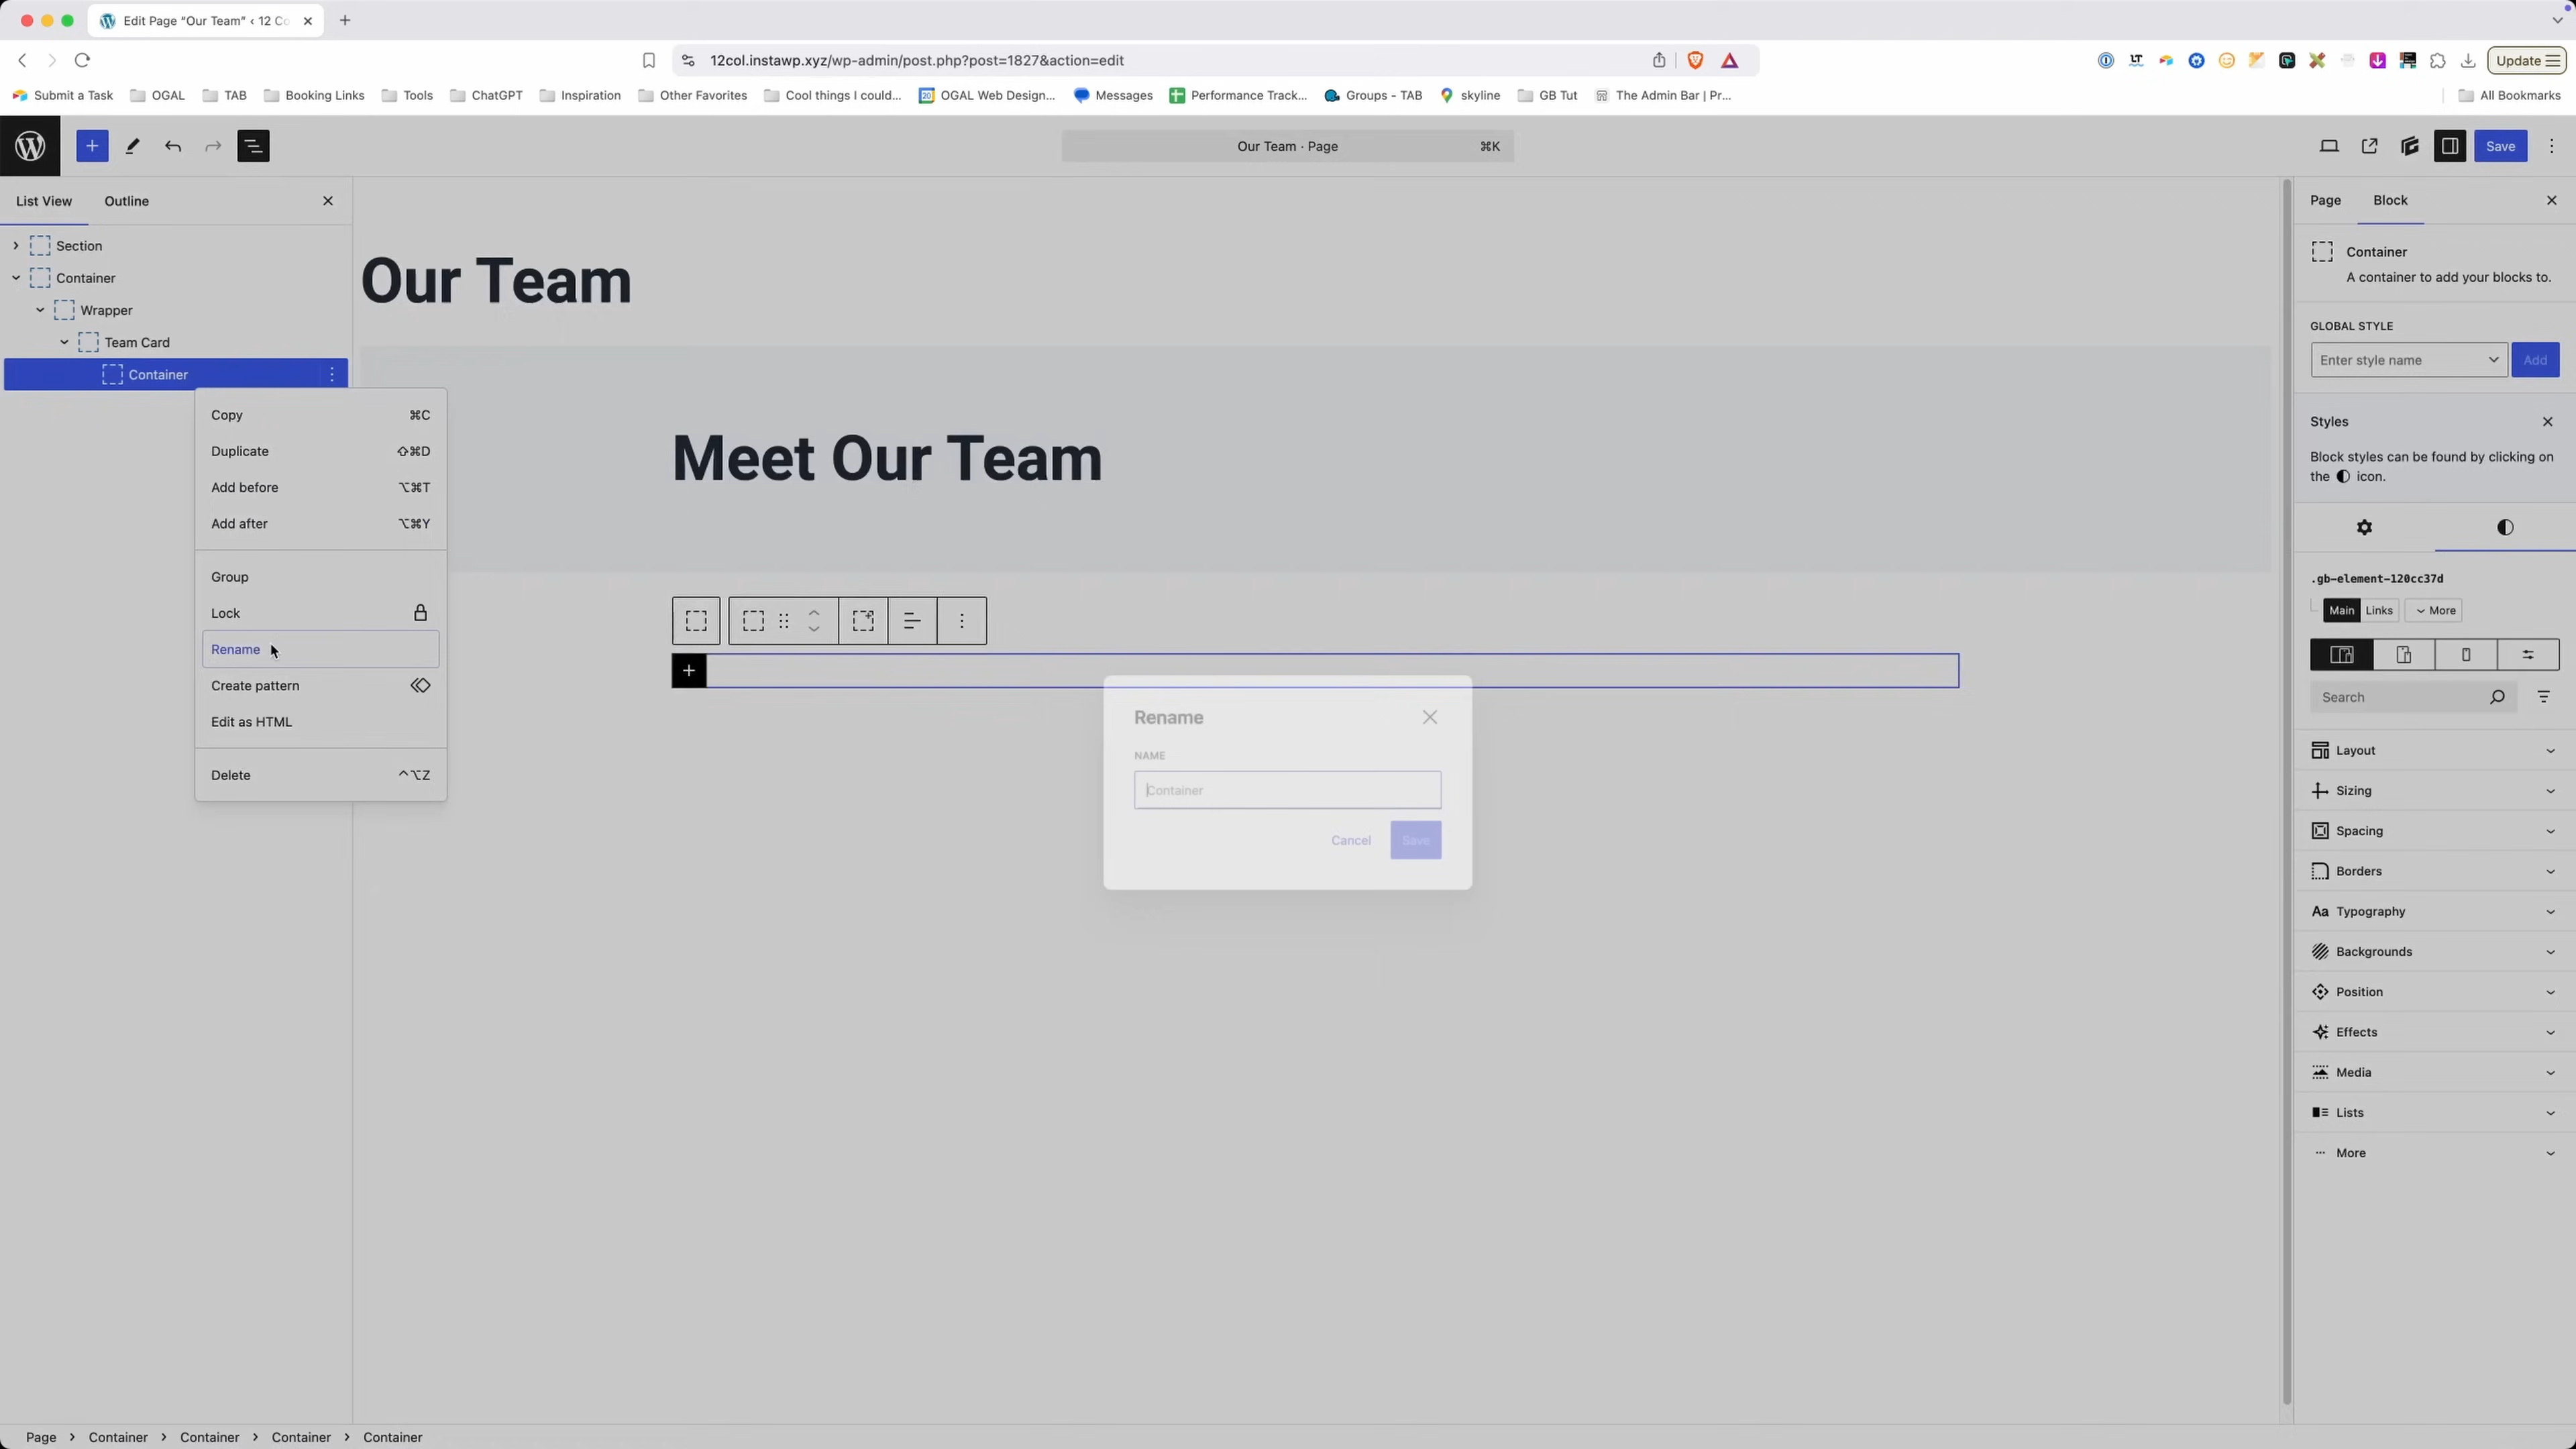 Edit Page "Our Team" ‹ 12 Co
12col.instawp.xyz/wp-admin/post.php?post=1827&action=edit
Update
Submit a Task
OGAL
TAB
Booking Links
Tools
ChatGPT
Inspiration
Other Favorites
Cool things I could...
OGAL Web Design...
Messages
Performance Track...
Groups - TAB
skyline
GB Tut
The Admin Bar | Pr...
All Bookmarks
Our Team · Page
⌘K
Save
List View
Outline
Section
Container
Wrapper
Team Card
Container
Copy ⌘C
Duplicate ⇧⌘D
Add before ⌥⌘T
Add after ⌥⌘Y
Group
Lock
Rename
Create pattern
Edit as HTML
Delete ^⌥Z
Our Team
Meet Our Team
Rename
NAME
Container
Cancel
Save
Page
Block
Container
A container to add your blocks to.
GLOBAL STYLE
Enter style name
Add
Styles
Block styles can be found by clicking on
the icon.
.gb-element-120cc37d
Main
Links
More
Search
Layout
Sizing
Spacing
Borders
Aa Typography
Backgrounds
Position
Effects
Media
Lists
More
Page > Container > Container > Container > Container